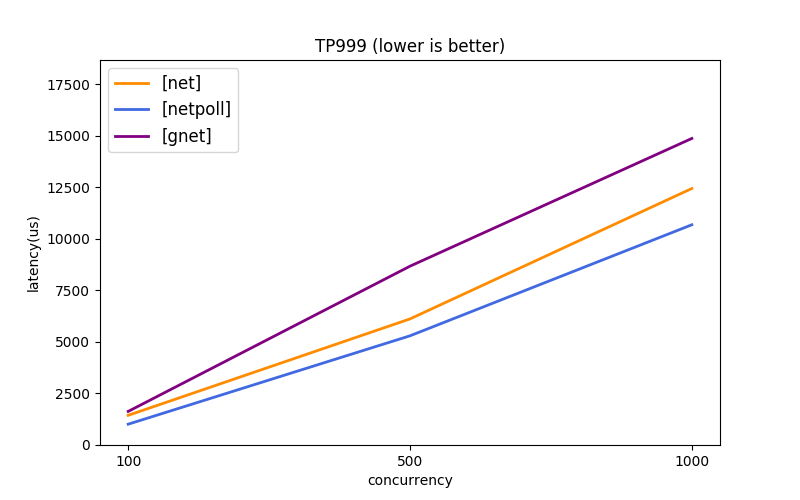 TP999 (lower is better)
[net]
[netpoll]
[gnet]
17500
15000
12500
10000
7500
5000
2500
0
latency(us)
100
500
1000
concurrency